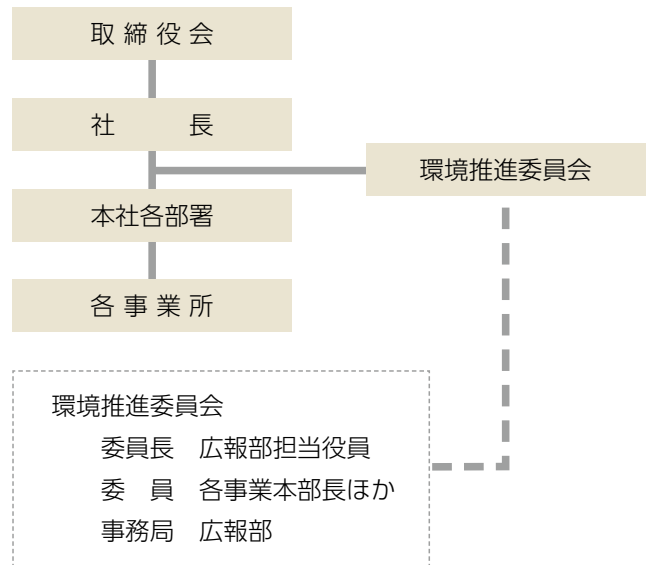 取締役会
社長
環境推進委員会
本社各部署
各事業所
環境推進委員会
委員長 広報部担当役員
委員 各事業本部長ほか
事務局 広報部